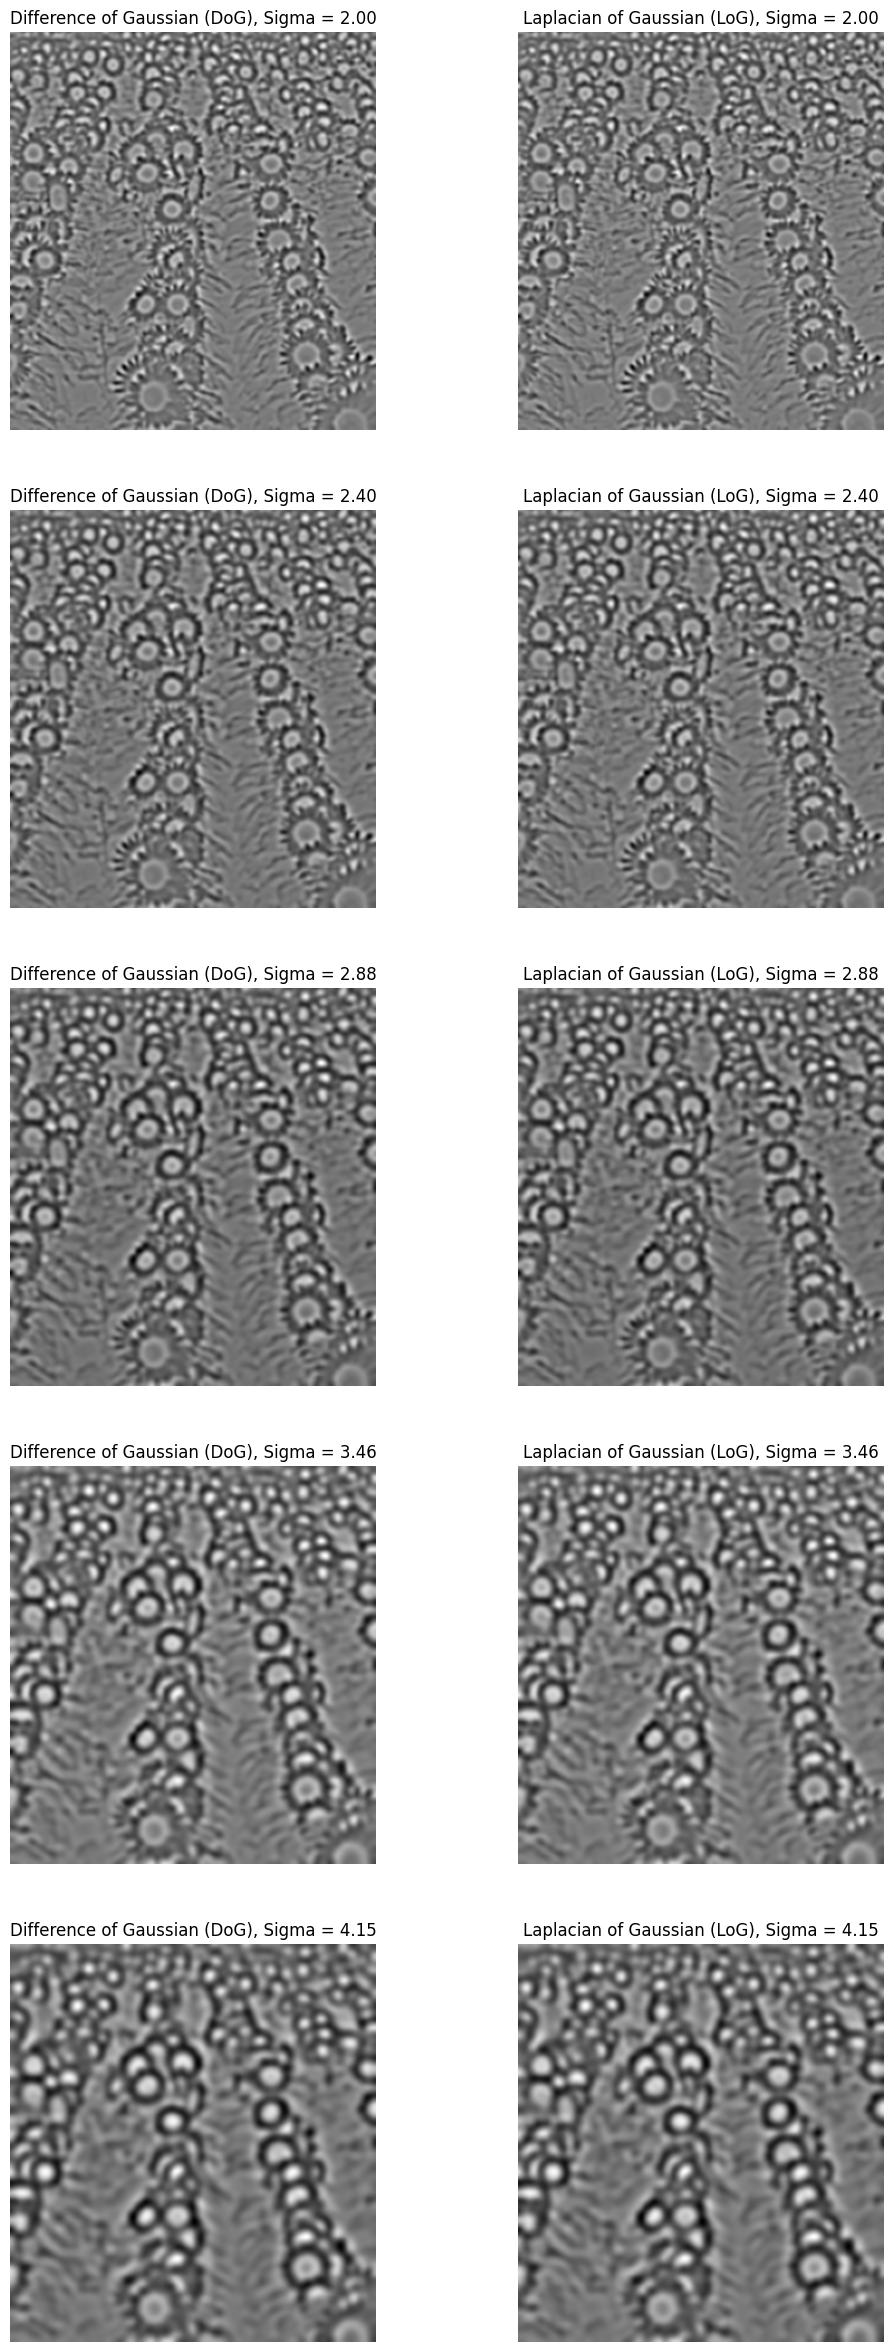 Difference of Gaussian (DoG), Sigma = 2.00
Laplacian of Gaussian (LoG), Sigma = 2.00
Difference of Gaussian (DoG), Sigma = 2.40
Laplacian of Gaussian (LoG), Sigma = 2.40
Difference of Gaussian (DoG), Sigma = 2.88
Laplacian of Gaussian (LoG), Sigma = 2.88
Difference of Gaussian (DoG), Sigma = 3.46
Laplacian of Gaussian (LoG), Sigma = 3.46
Difference of Gaussian (DoG), Sigma = 4.15
Laplacian of Gaussian (LoG), Sigma = 4.15